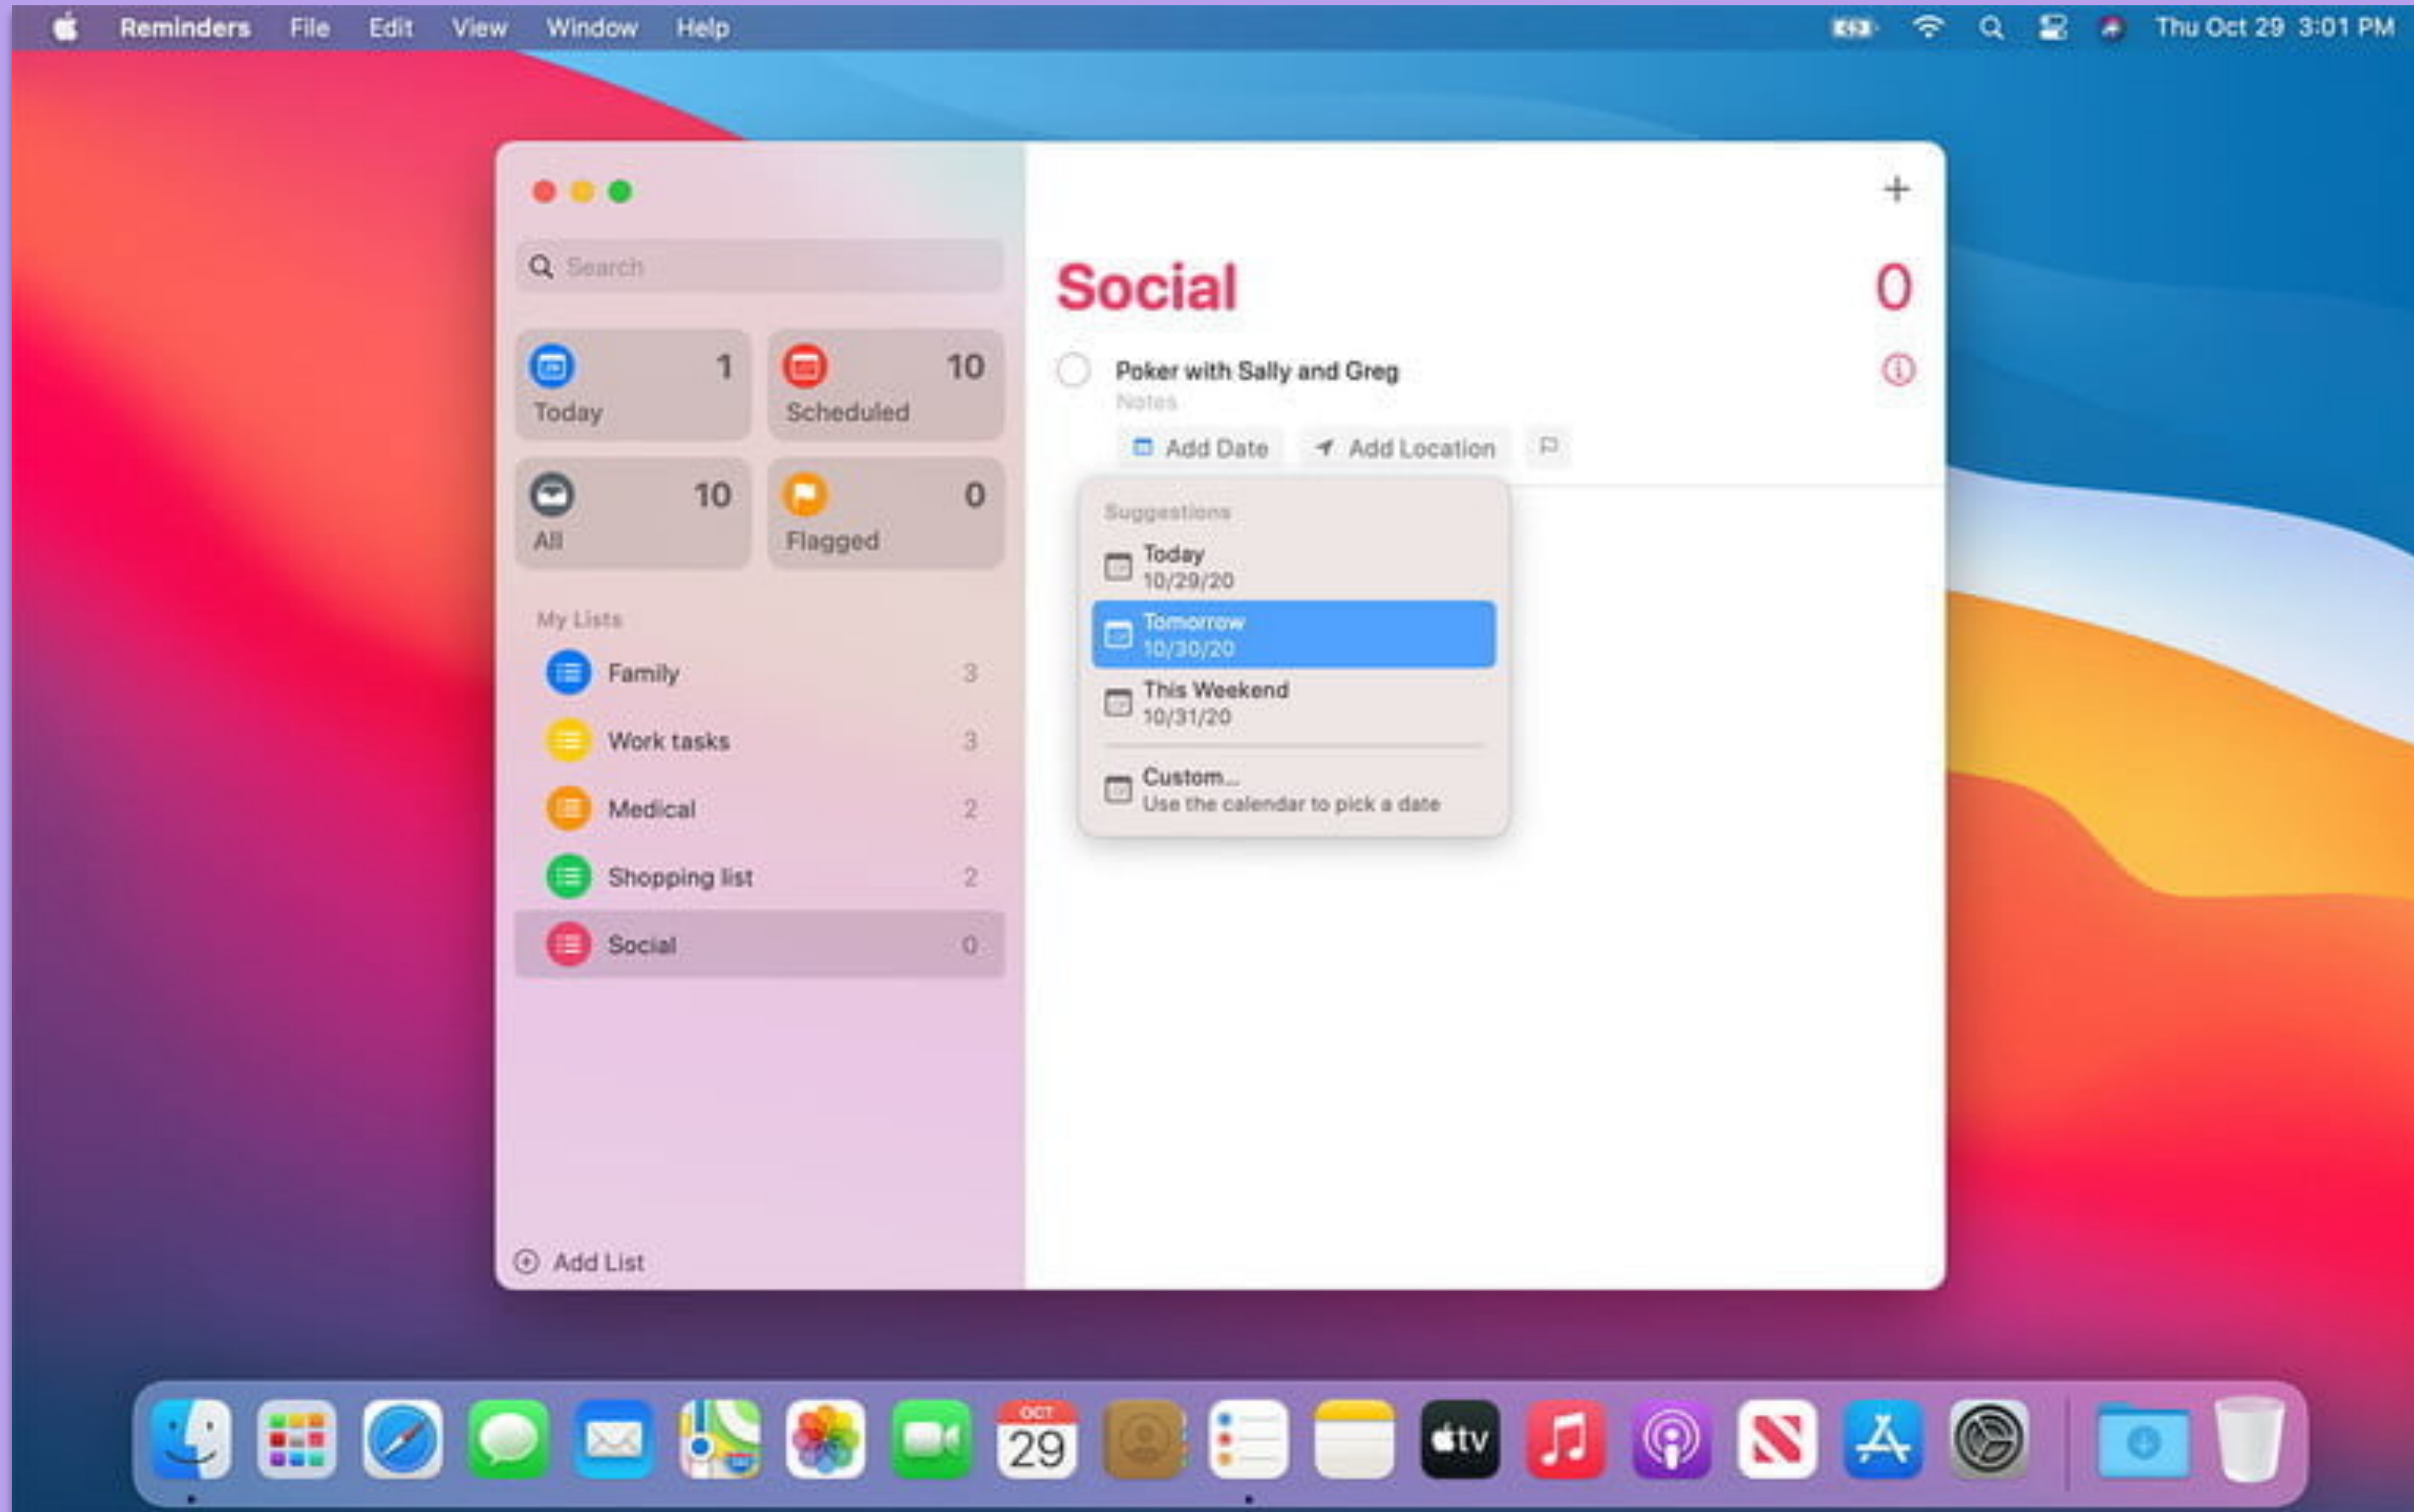 Reminders File Edit View Window Help Thu Oct 29 3:01 PM
Search
1
Today
10
Scheduled
10
All
0
Flagged
My Lists
Family 3
Work tasks 3
Medical 2
Shopping list 2
Social 0
Add List
Social 0
Poker with Sally and Greg
Notes
Add Date Add Location
Suggestions
Today
10/29/20
Tomorrow
10/30/20
This Weekend
10/31/20
Custom...
Use the calendar to pick a date
OCT
29
tv